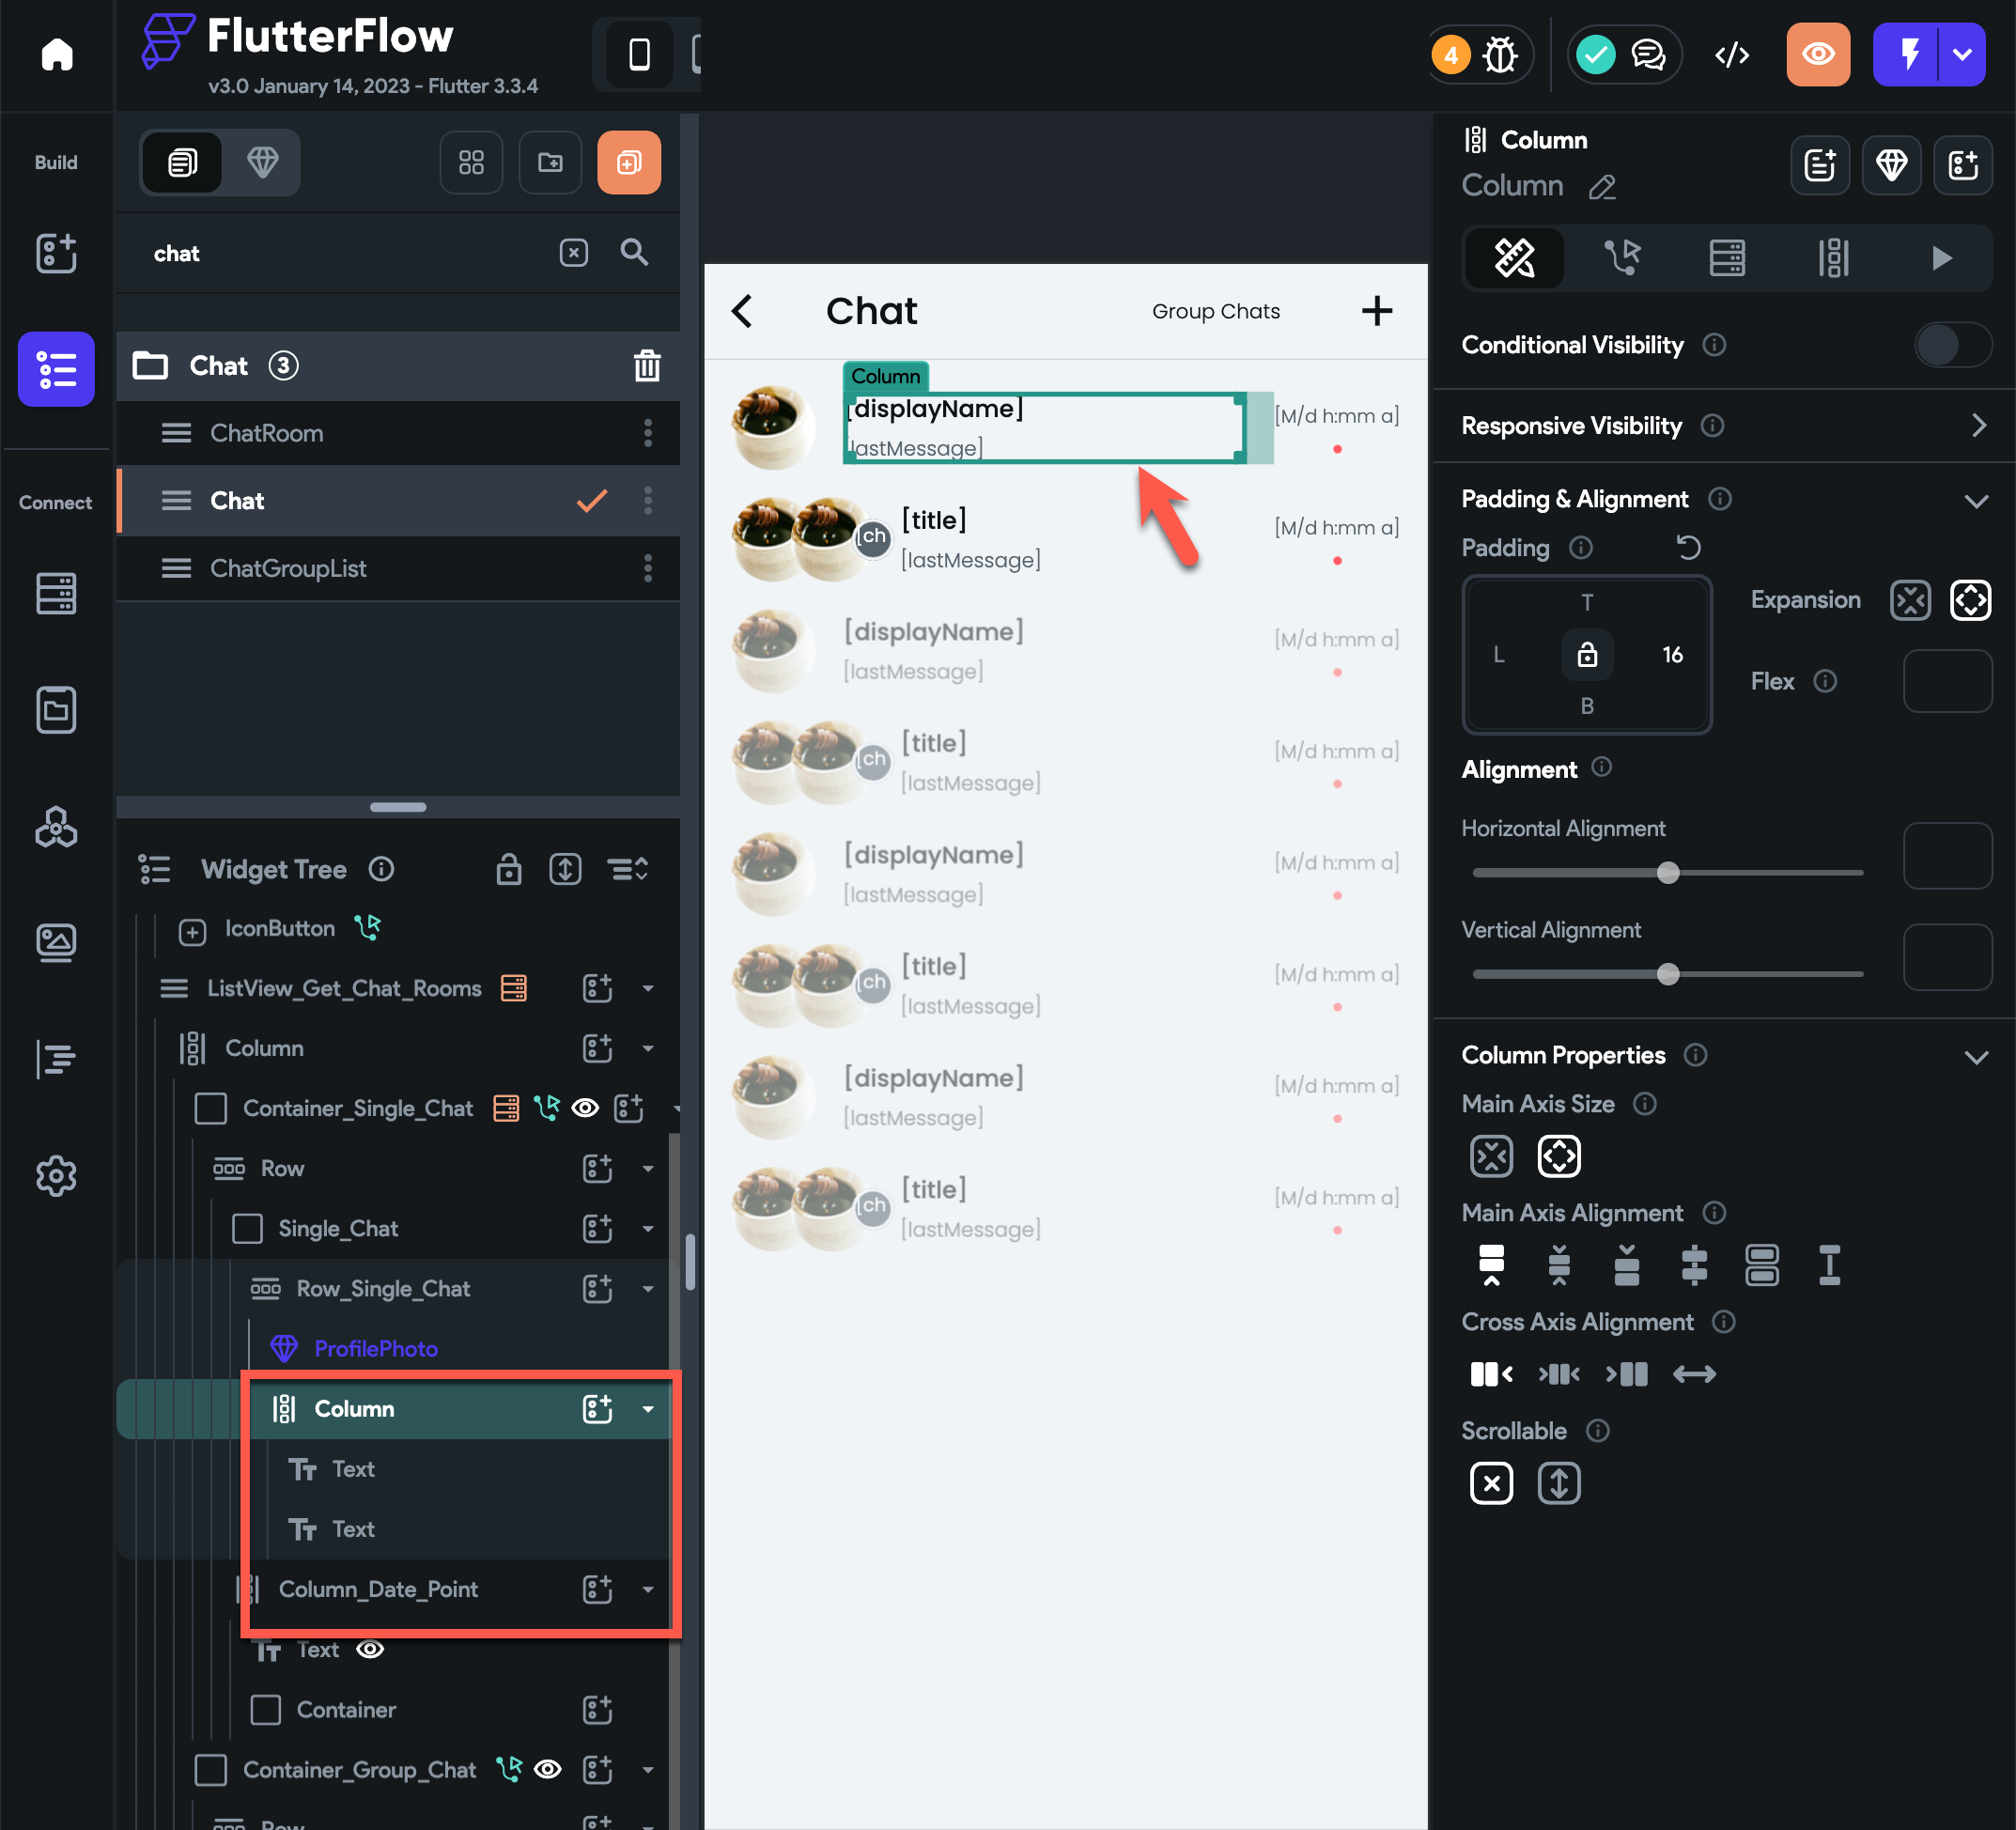 FlutterFlow
v3.0 January 14, 2023 - Flutter 3.3.4
4
Build
Connect
chat
Chat 3
ChatRoom
Chat
ChatGroupList
Widget Tree
IconButton
ListView_Get_Chat_Rooms
Column
Container_Single_Chat
Row
Single_Chat
Row_Single_Chat
ProfilePhoto
Column
Text
Text
Column_Date_Point
Text
Container
Container_Group_Chat
Row
Chat
Group Chats
Column
[displayName]
[M/d h:mm a]
[lastMessage]
[title]
[M/d h:mm a]
[ch
[lastMessage]
[displayName]
[M/d h:mm a]
[lastMessage]
[title]
[M/d h:mm a]
[ch
[lastMessage]
[displayName]
[M/d h:mm a]
[lastMessage]
[title]
[M/d h:mm a]
[ch
[lastMessage]
[displayName]
[M/d h:mm a]
[lastMessage]
[title]
[M/d h:mm a]
[ch
[lastMessage]
Column
Column
Conditional Visibility
Responsive Visibility
Padding & Alignment
Padding
T
Expansion
L
16
Flex
B
Alignment
Horizontal Alignment
Vertical Alignment
Column Properties
Main Axis Size
Main Axis Alignment
Cross Axis Alignment
Scrollable